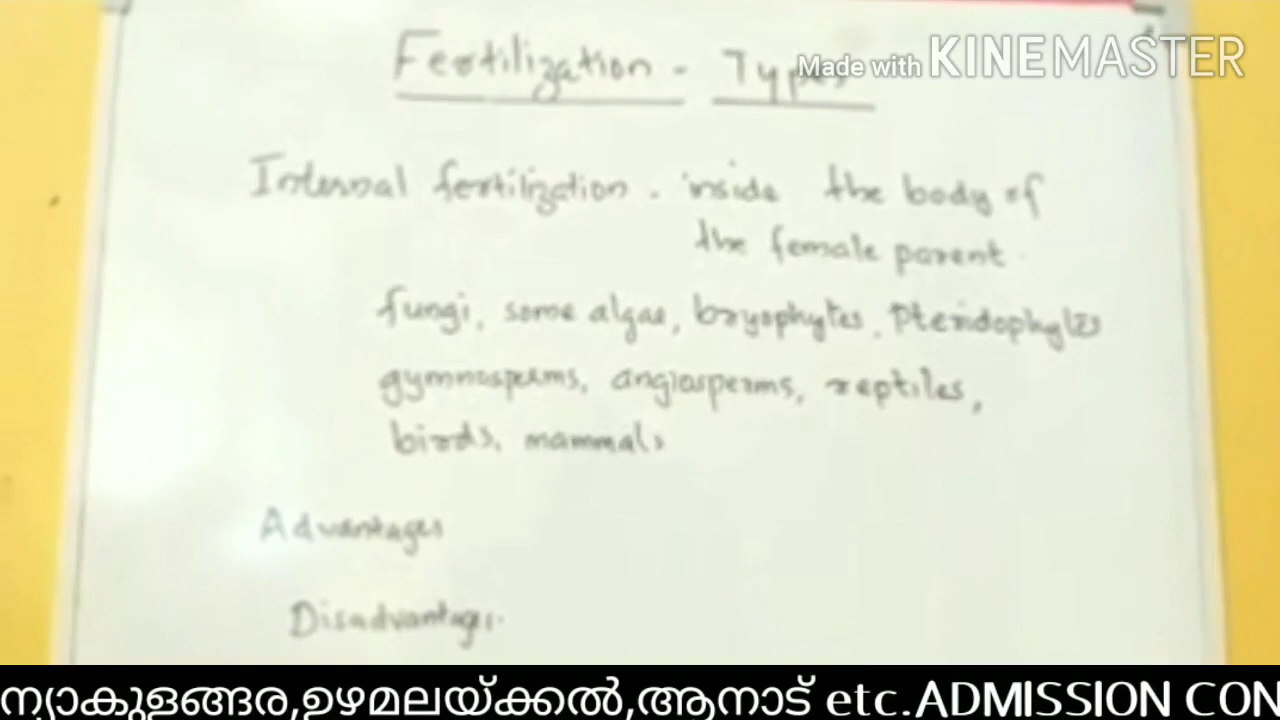 Fertilization - Types
Made with KINEMASTER
Internal fertilization - inside the body of
the female parent.
fungi, some algae, bryophytes, Pteridophytes
gymnosperms, angiosperms, reptiles,
birds, mammals
Advantages
Disadvantages.
ന്യാകുളങ്ങര,ഉഴമലയ്ക്കൽ,ആനാട് etc.ADMISSION CON